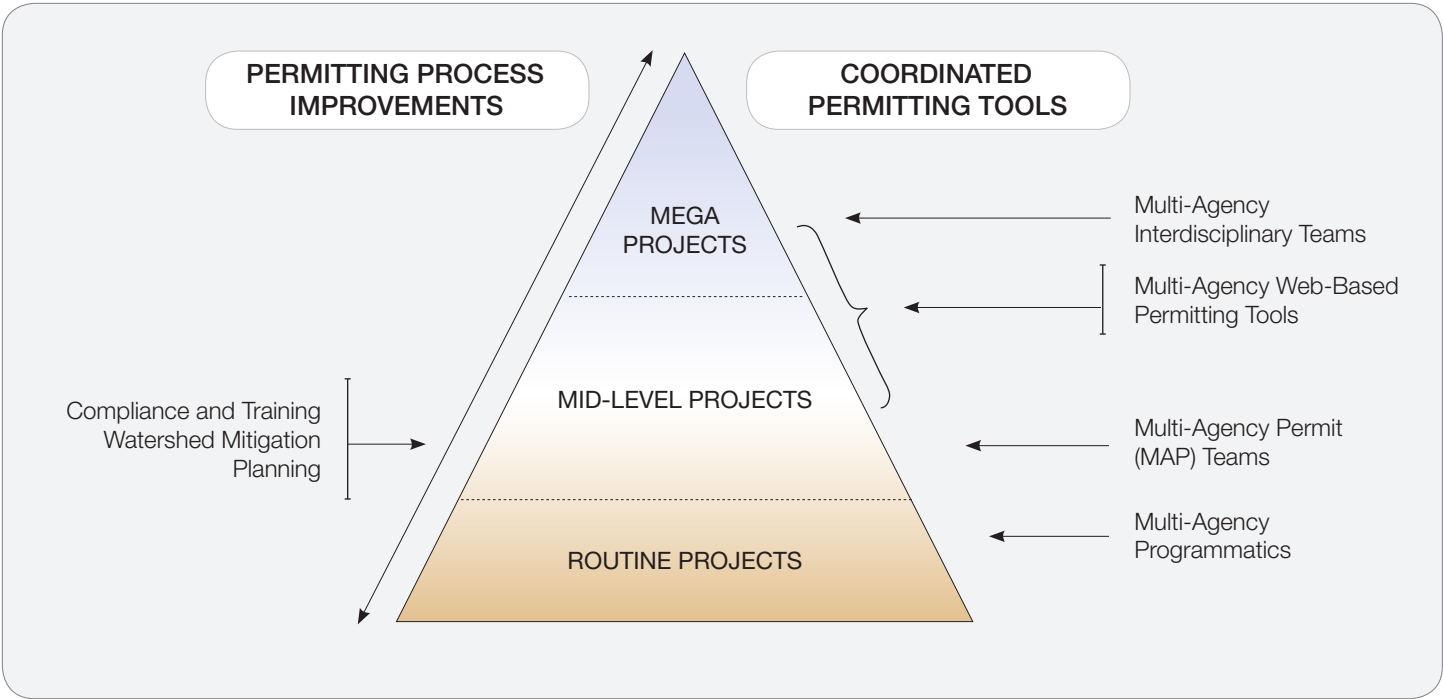 PERMITTING PROCESS
IMPROVEMENTS
COORDINATED
PERMITTING TOOLS
MEGA
PROJECTS
MID-LEVEL PROJECTS
ROUTINE PROJECTS
Compliance and Training
Watershed Mitigation
Planning
Multi-Agency
Interdisciplinary Teams
Multi-Agency Web-Based
Permitting Tools
Multi-Agency Permit
(MAP) Teams
Multi-Agency
Programmatics